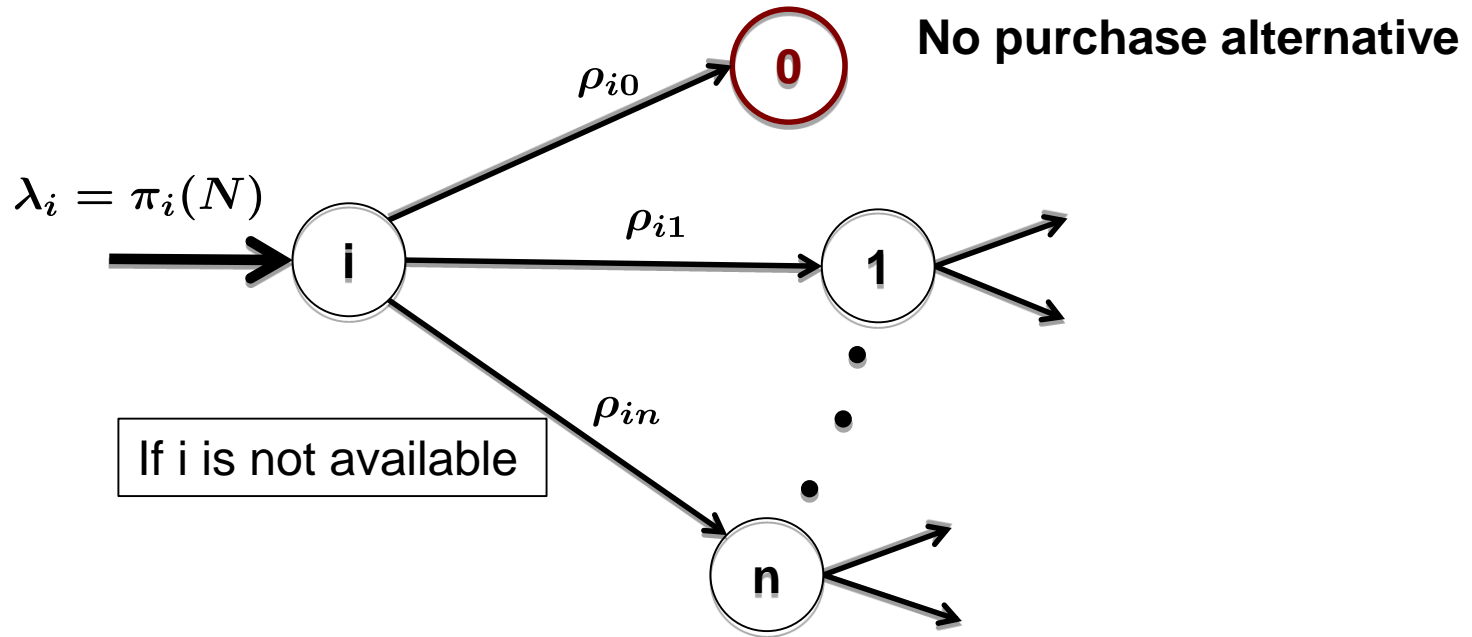 No purchase alternative
0
ρ_{i0}
λ_i = π_i(N)
ρ_{i1}
i
1
ρ_{in}
If i is not available
n